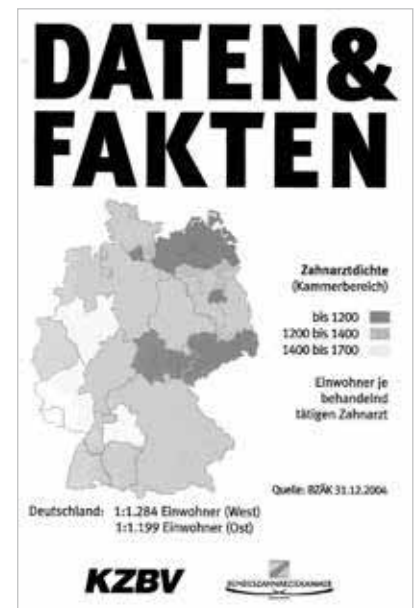 DATEN&
FAKTEN
Zahnarztdichte
(Kammerbereich)
bis 1200
1200 bis 1400
1400 bis 1700
Einwohner je
behandelnd
tätigen Zahnarzt
Quelle: BZÄK 31.12.2004
Deutschland: 1:1.284 Einwohner (West)
1:1.199 Einwohner (Ost)
KZBV
BUNDESZAHNÄRZTEKAMMER